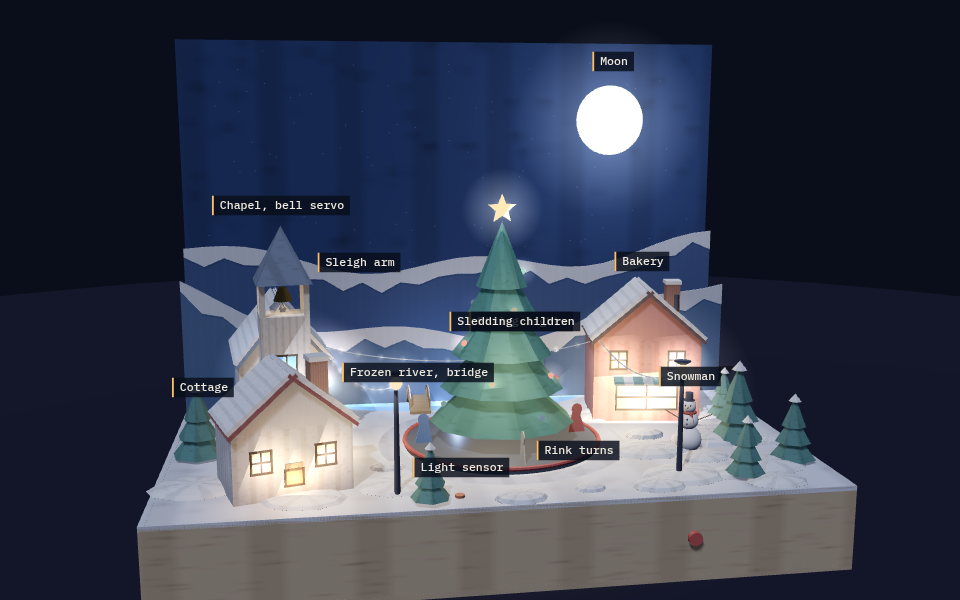 Moon
Chapel, bell servo
Sleigh arm
Bakery
Sledding children
Frozen river, bridge
Snowman
Cottage
Rink turns
Light sensor